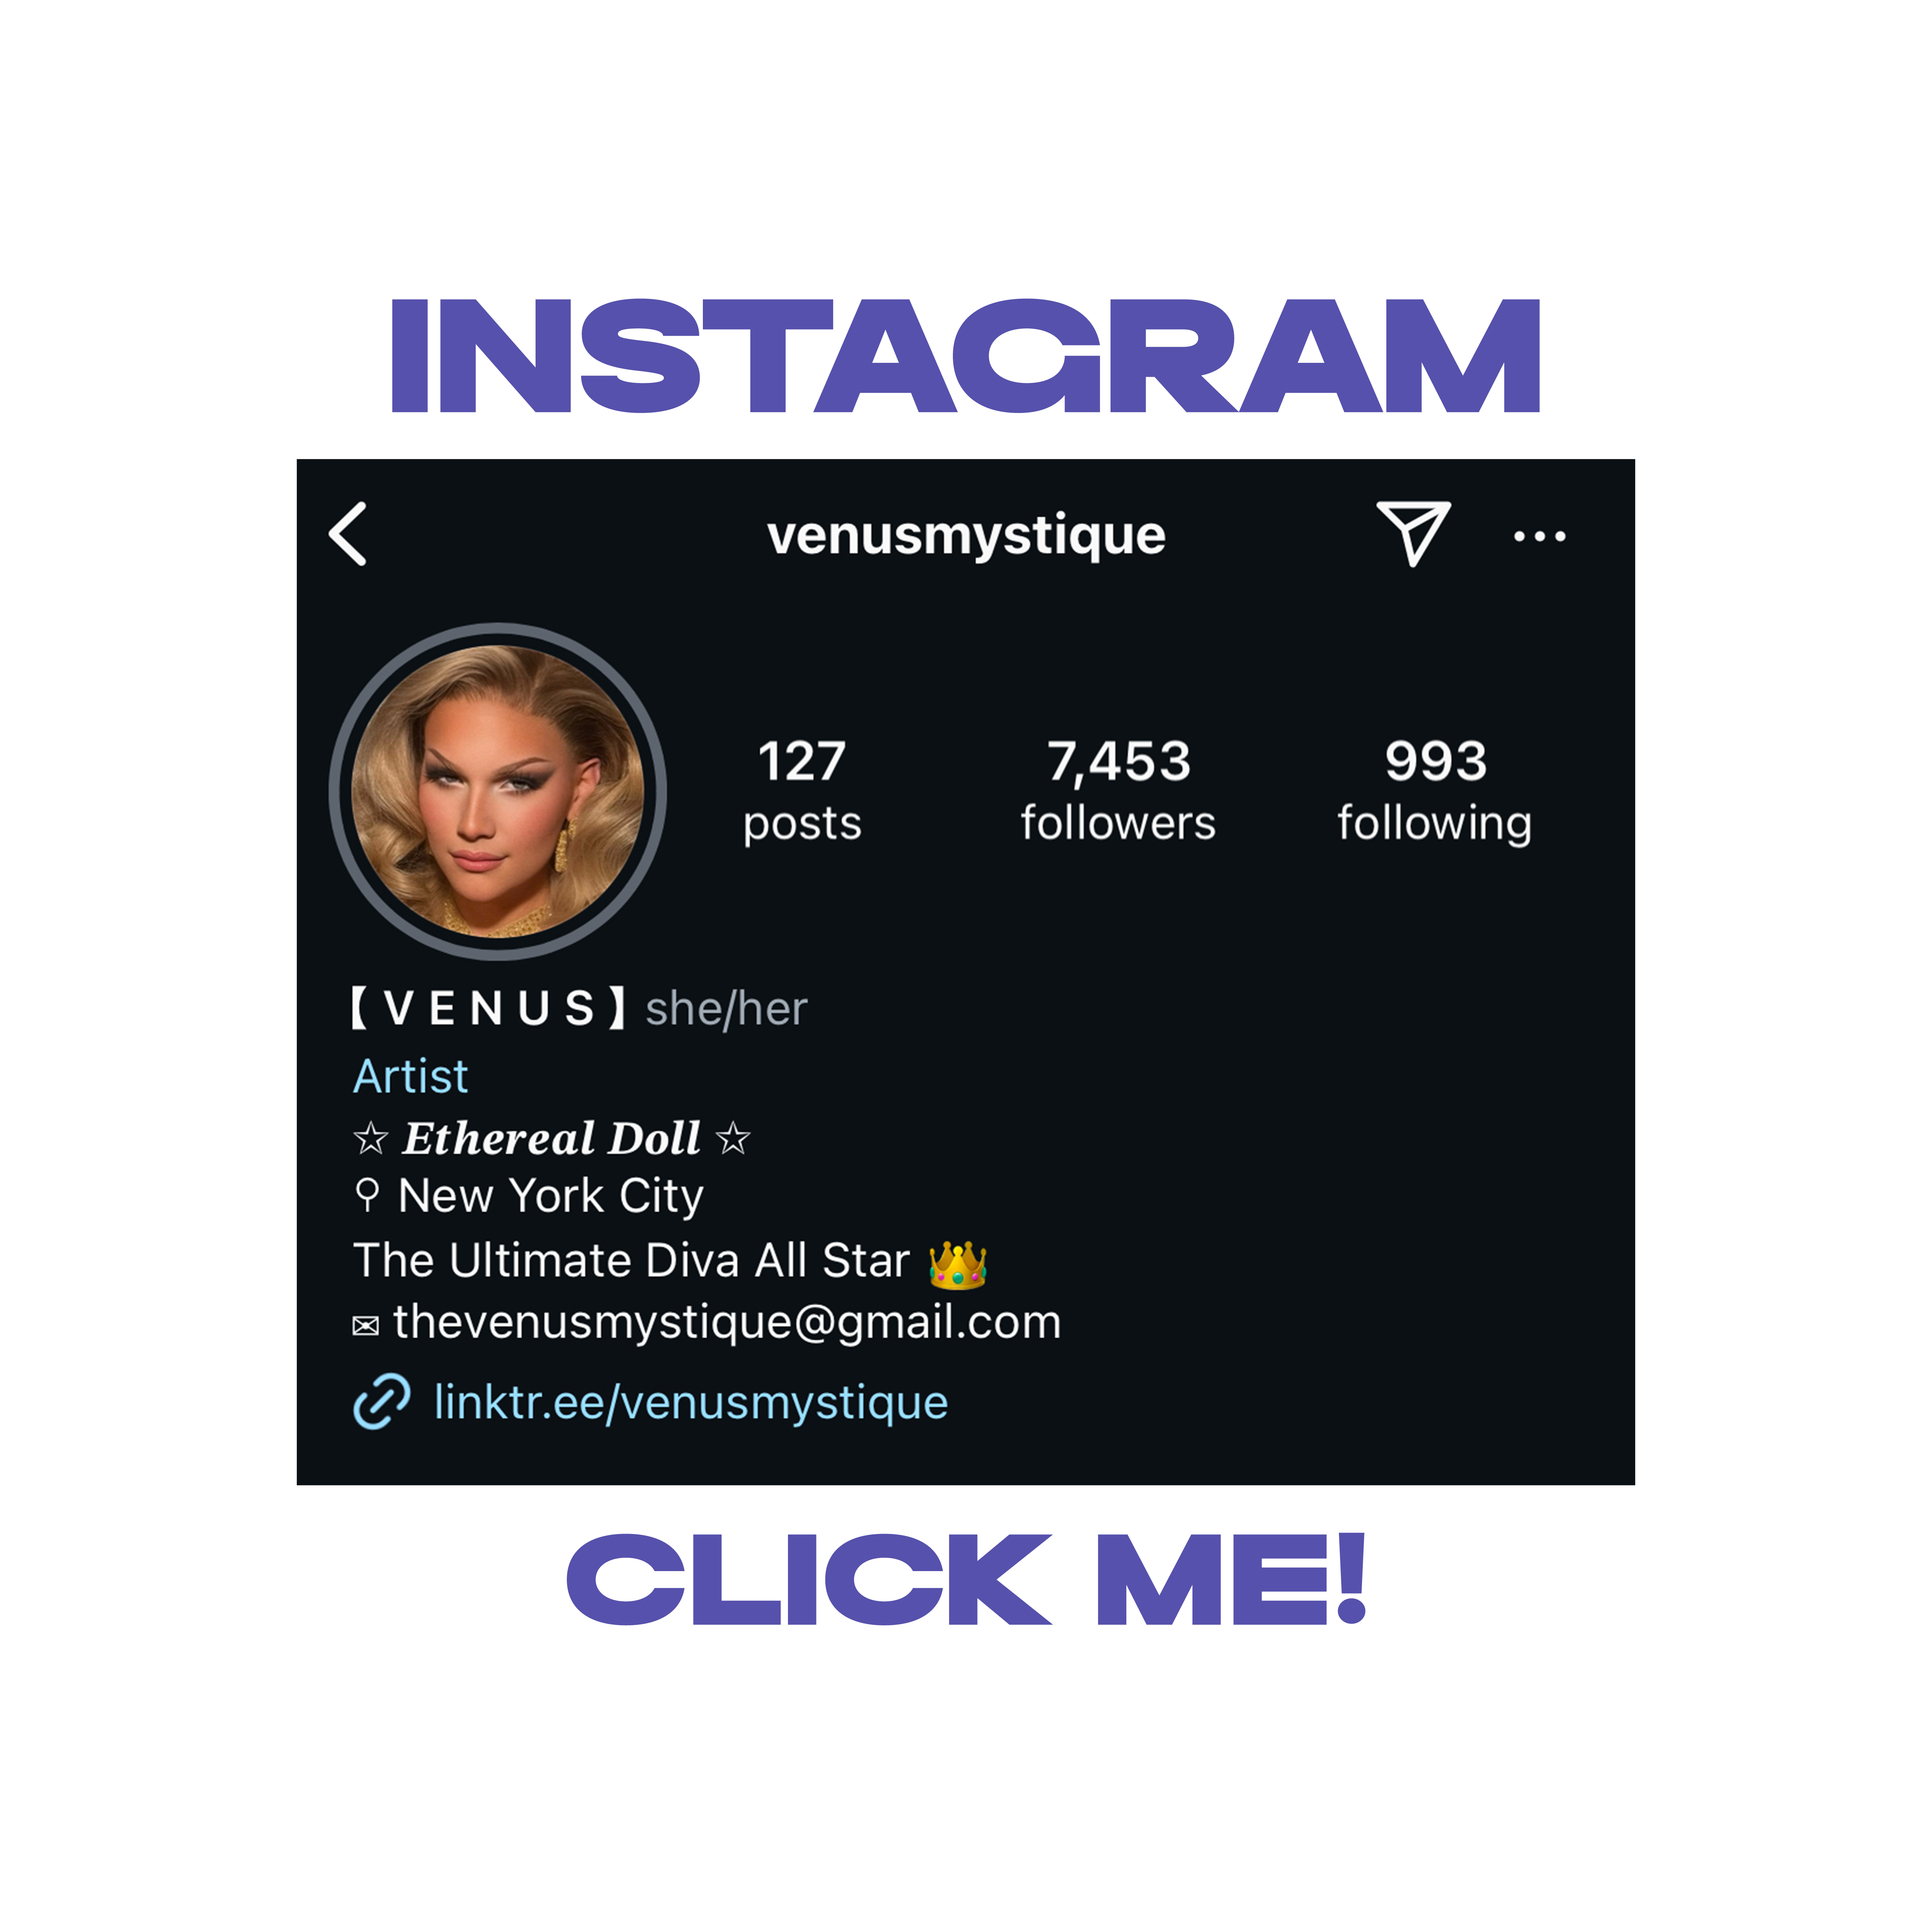 INSTAGRAM
venusmystique
127 7,453 993
posts followers following
【 V E N U S 】 she/her
Artist
☆ 𝑬𝒕𝒉𝒆𝒓𝒆𝒂𝒍 𝑫𝒐𝒍𝒍 ☆
⚲ New York City
The Ultimate Diva All Star 👑
✉ thevenusmystique@gmail.com
linktr.ee/venusmystique
CLICK ME!